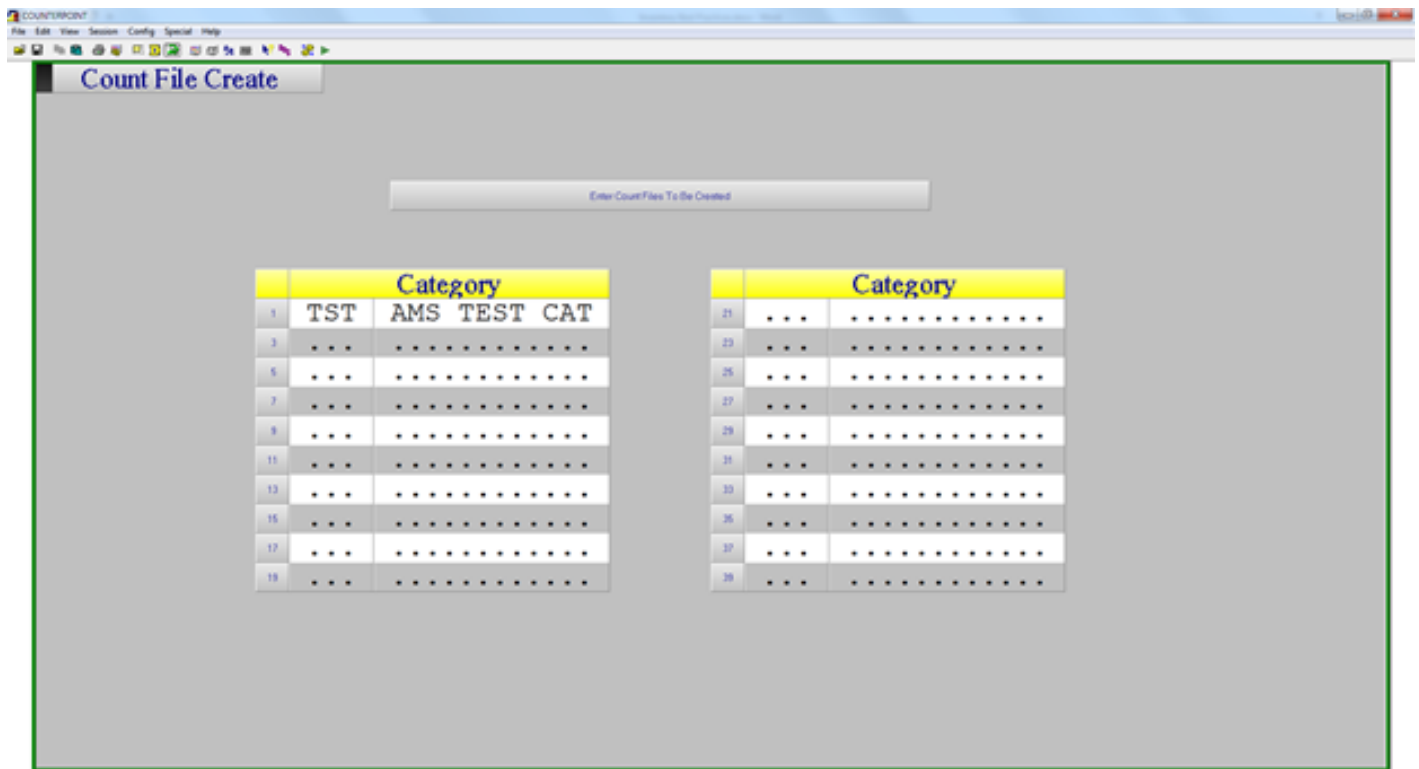 COUNTERPOINT
File Edit View Session Config Special Help
Count File Create
Enter Count Files To Be Created
Category
1 TST AMS TEST CAT
3 ... ............
5 ... ............
7 ... ............
9 ... ............
11 ... ............
13 ... ............
15 ... ............
17 ... ............
19 ... ............
Category
21 ... ............
23 ... ............
25 ... ............
27 ... ............
29 ... ............
31 ... ............
33 ... ............
35 ... ............
37 ... ............
39 ... ............